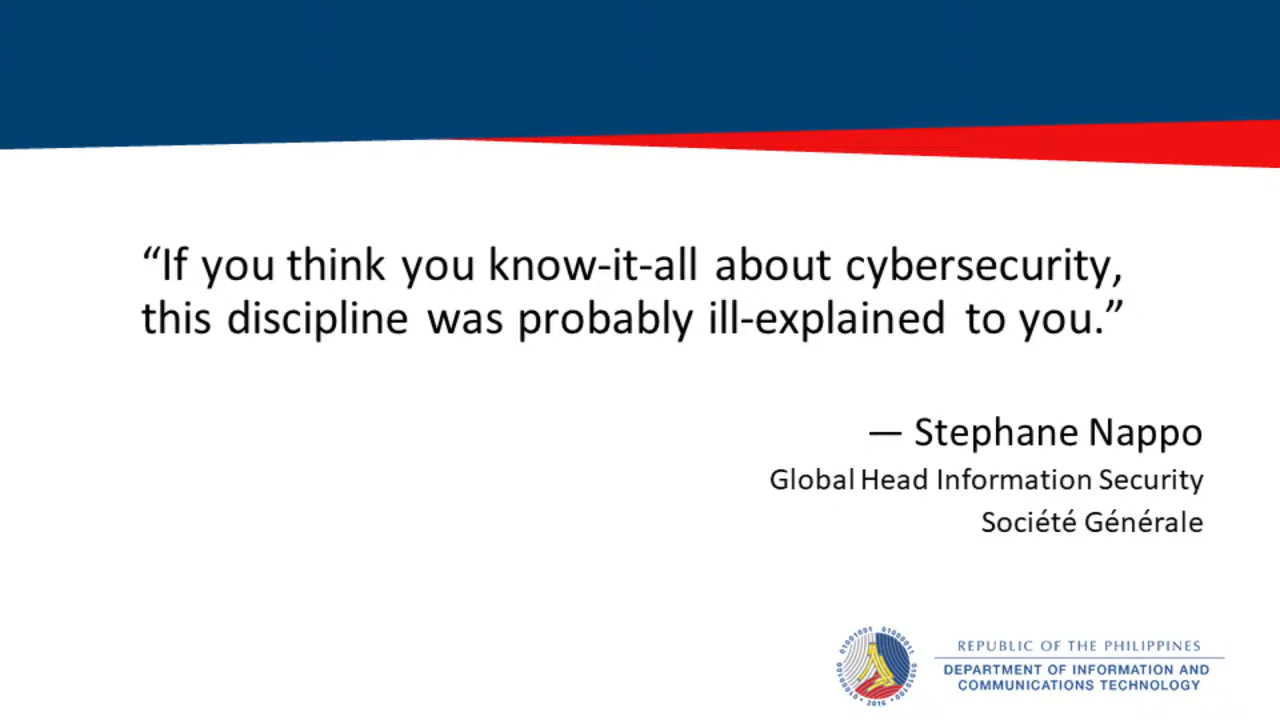 “If you think you know-it-all about cybersecurity,
this discipline was probably ill-explained to you.”
— Stephane Nappo
Global Head Information Security
Société Générale
REPUBLIC OF THE PHILIPPINES
DEPARTMENT OF INFORMATION AND
COMMUNICATIONS TECHNOLOGY
2016